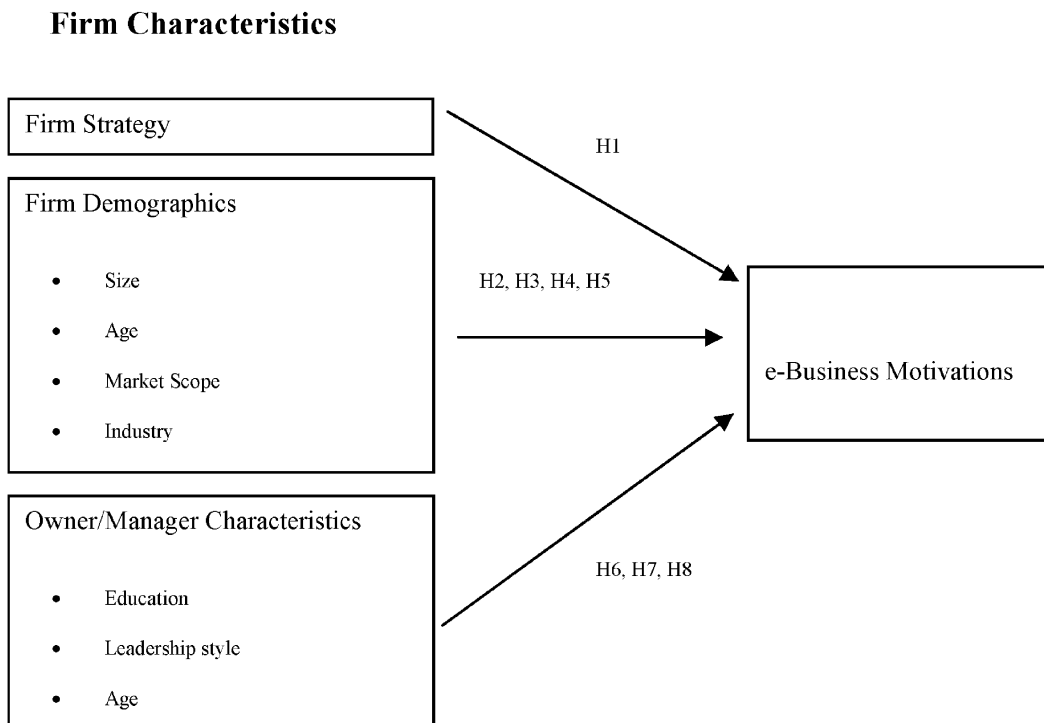 Firm Characteristics
Firm Strategy
H1
Firm Demographics
• Size
• Age
• Market Scope
• Industry
H2, H3, H4, H5
e-Business Motivations
Owner/Manager Characteristics
• Education
• Leadership style
• Age
H6, H7, H8